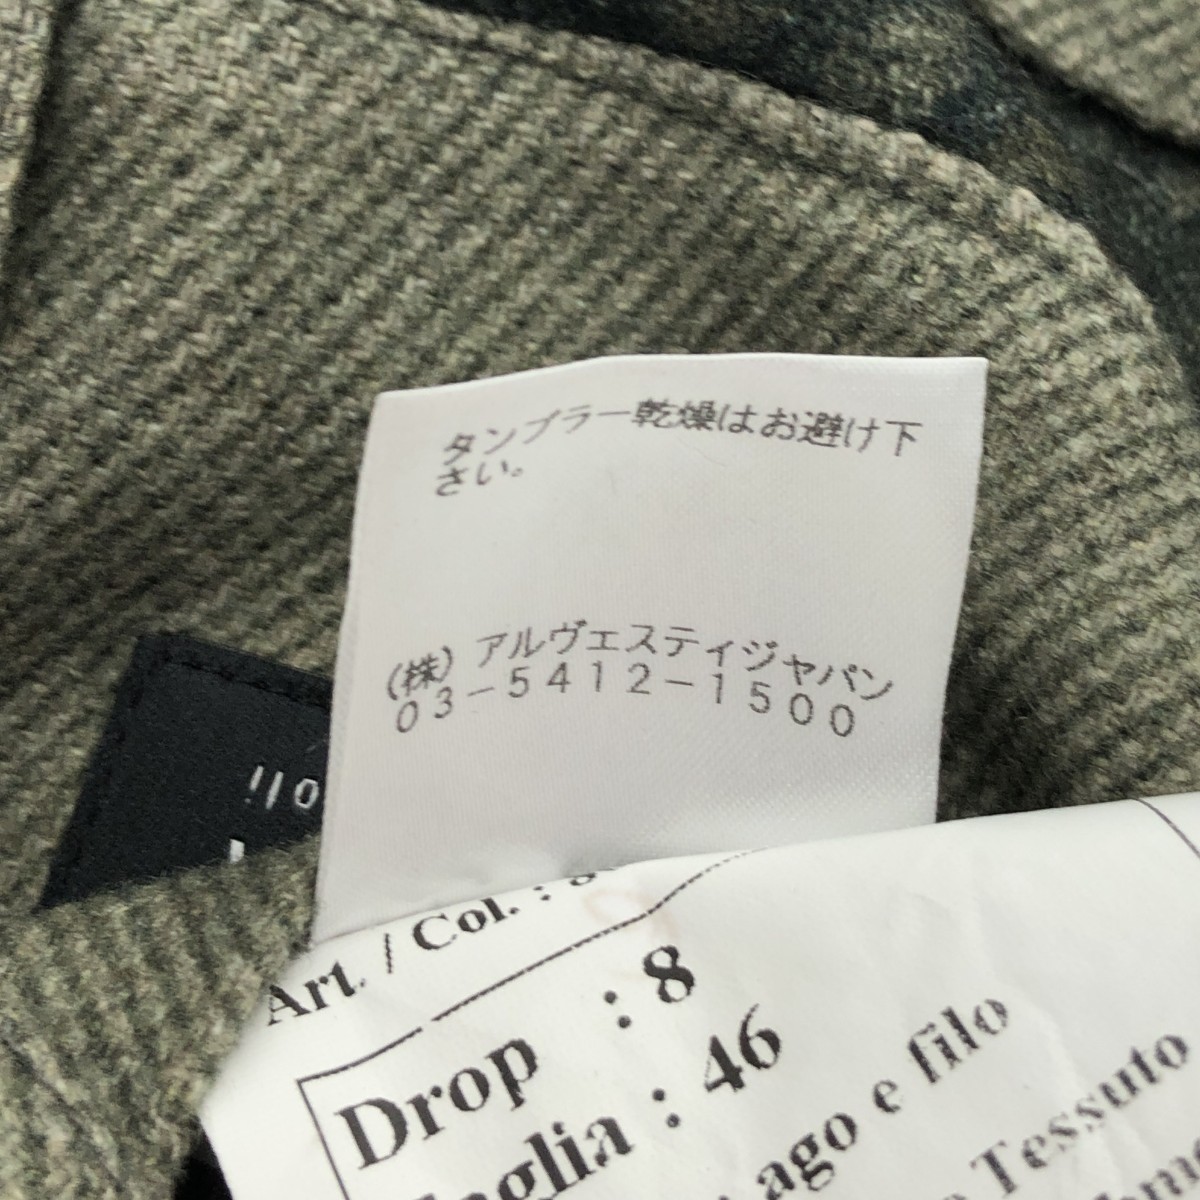 タンブラー乾燥はお避け下
さい。
(株) アルヴェスティジャパン
03-5412-1500
Art. / Col. :
Drop : 8
: 46
ago e filo
Tessuto